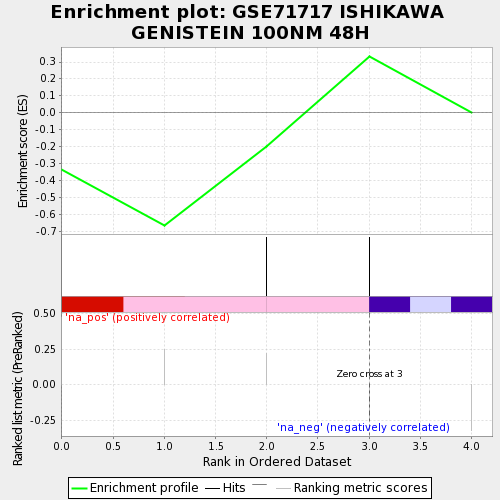 Enrichment plot: GSE71717 ISHIKAWA
GENISTEIN 100NM 48H
Enrichment score (ES)
0.3
0.2
0.1
0.0
-0.1
-0.2
-0.3
-0.4
-0.5
-0.6
-0.7
Ranked list metric (PreRanked)
0.50
0.25
0.00
-0.25
'na_pos' (positively correlated)
Zero cross at 3
'na_neg' (negatively correlated)
0.0 0.5 1.0 1.5 2.0 2.5 3.0 3.5 4.0
Rank in Ordered Dataset
Enrichment profile Hits Ranking metric scores